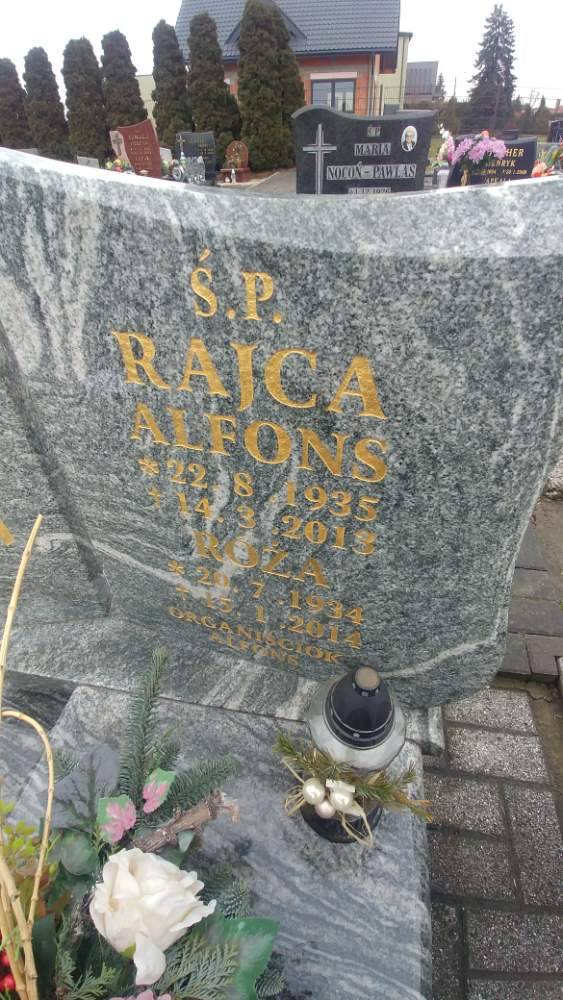 MARIA
NOCOŃ-PAWLAS
HENRYK
Ś.P.
RAJCA
ALFONS
* 22. 8. 1935
† 14. 3. 2013
RÓŻA
* 20. 7. 1934
† 15. 1. 2014
ORGANIŚCIOK
ALFONS